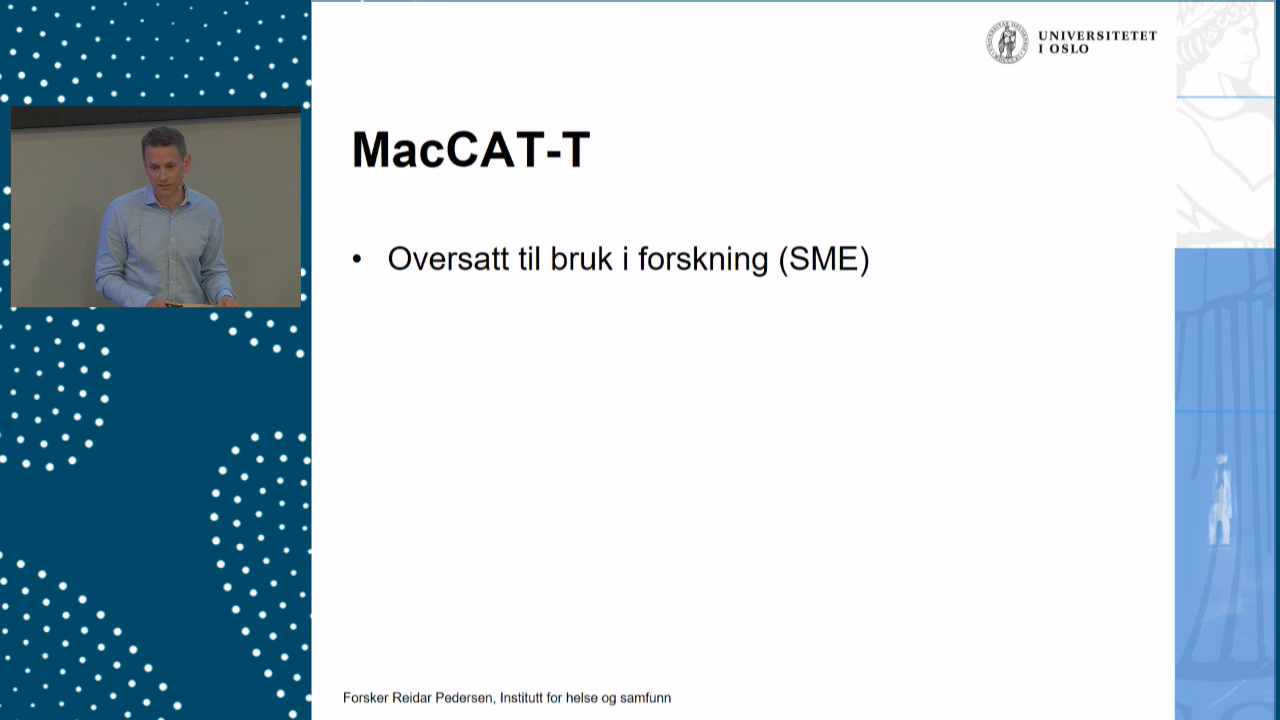 UNIVERSITETET
I OSLO
MacCAT-T
• Oversatt til bruk i forskning (SME)
Forsker Reidar Pedersen, Institutt for helse og samfunn